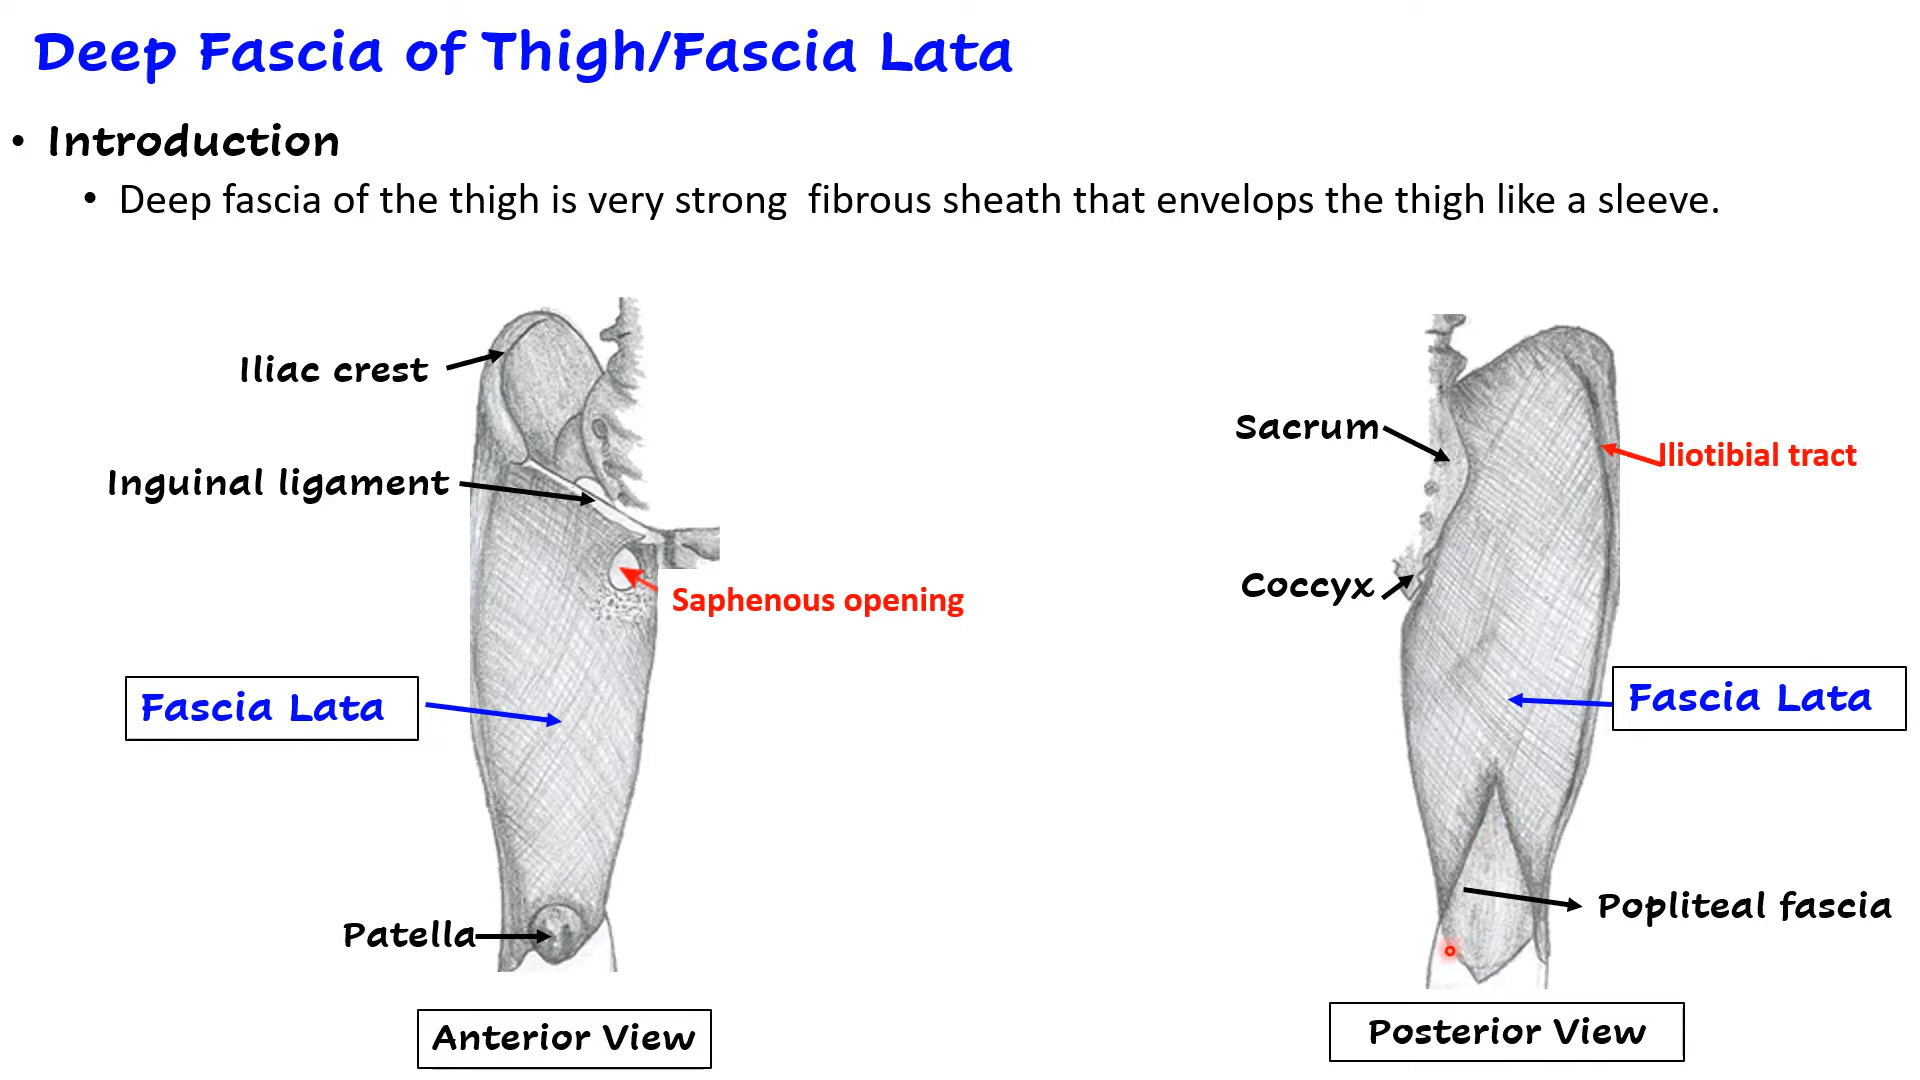 Deep Fascia of Thigh/Fascia Lata
• Introduction
• Deep fascia of the thigh is very strong fibrous sheath that envelops the thigh like a sleeve.
Iliac crest
Inguinal ligament
Saphenous opening
Fascia Lata
Patella
Anterior View
Sacrum
Iliotibial tract
Coccyx
Fascia Lata
Popliteal fascia
Posterior View